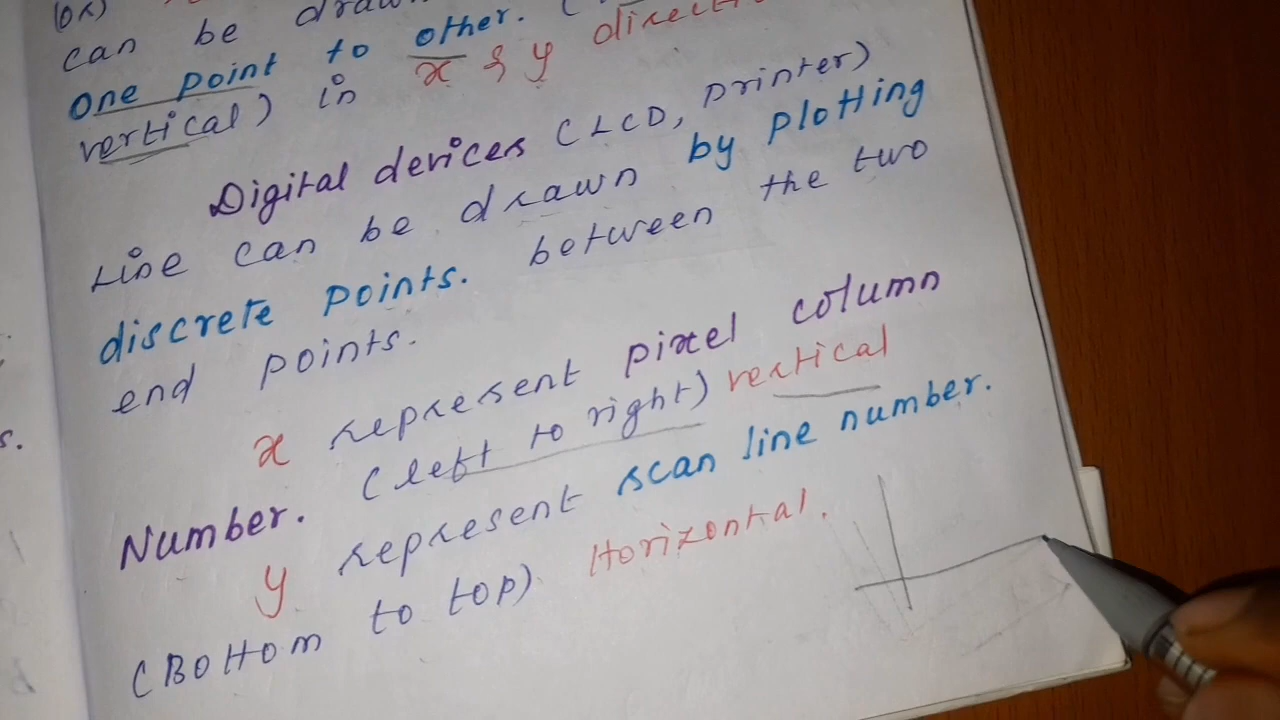 can be
one point to other.
vertical) in x & y
Digital devices (LCD, printer)
Line can be drawn by plotting
discrete points. between the two
end points.
x represent pixel column
Number. (left to right) vertical
y represent scan line number.
(Bottom to top) Horizontal.